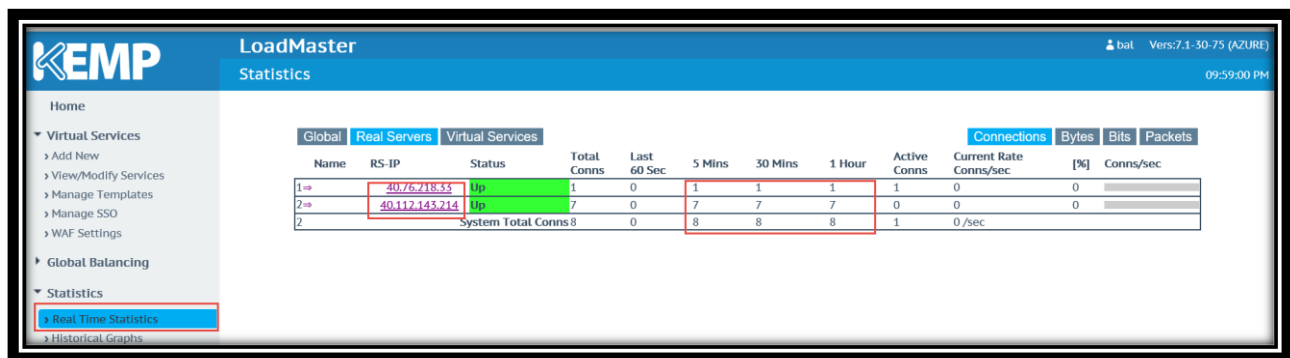 KEMP
LoadMaster
bal Vers:7.1-30-75 (AZURE)
Statistics
09:59:00 PM
Home
Virtual Services
Add New
View/Modify Services
Manage Templates
Manage SSO
WAF Settings
Global Balancing
Statistics
Real Time Statistics
Historical Graphs
Global Real Servers Virtual Services
Connections Bytes Bits Packets
Name RS-IP Status Total Conns Last 60 Sec 5 Mins 30 Mins 1 Hour Active Conns Current Rate Conns/sec [%] Conns/sec
1⇒ 40.76.218.33 Up 1 0 1 1 1 1 0 0
2⇒ 40.112.143.214 Up 7 0 7 7 7 0 0 0
2 System Total Conns 8 0 8 8 8 1 0 /sec